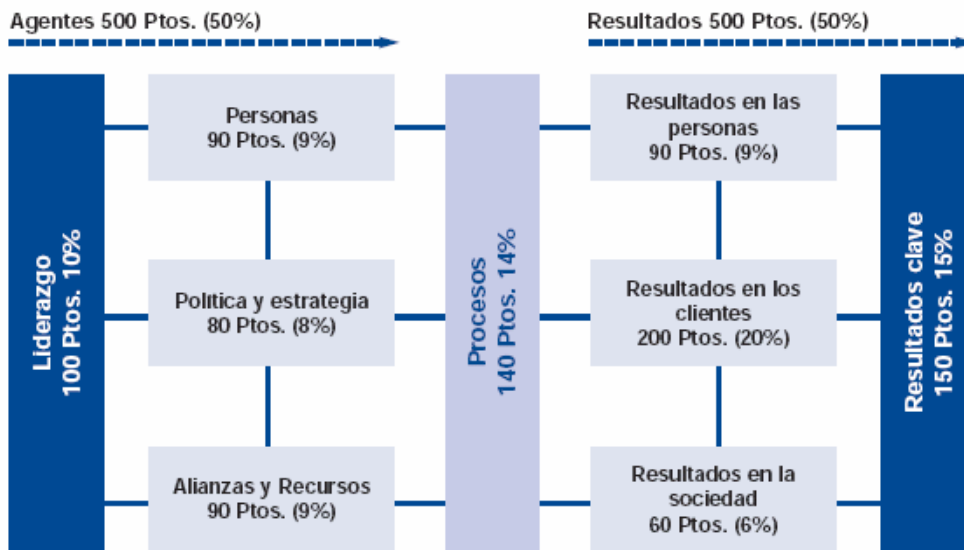 Agentes 500 Ptos. (50%)
Resultados 500 Ptos. (50%)
Liderazgo
100 Ptos. 10%
Personas
90 Ptos. (9%)
Política y estrategia
80 Ptos. (8%)
Alianzas y Recursos
90 Ptos. (9%)
Procesos
140 Ptos. 14%
Resultados en las
personas
90 Ptos. (9%)
Resultados en los
clientes
200 Ptos. (20%)
Resultados en la
sociedad
60 Ptos. (6%)
Resultados clave
150 Ptos. 15%